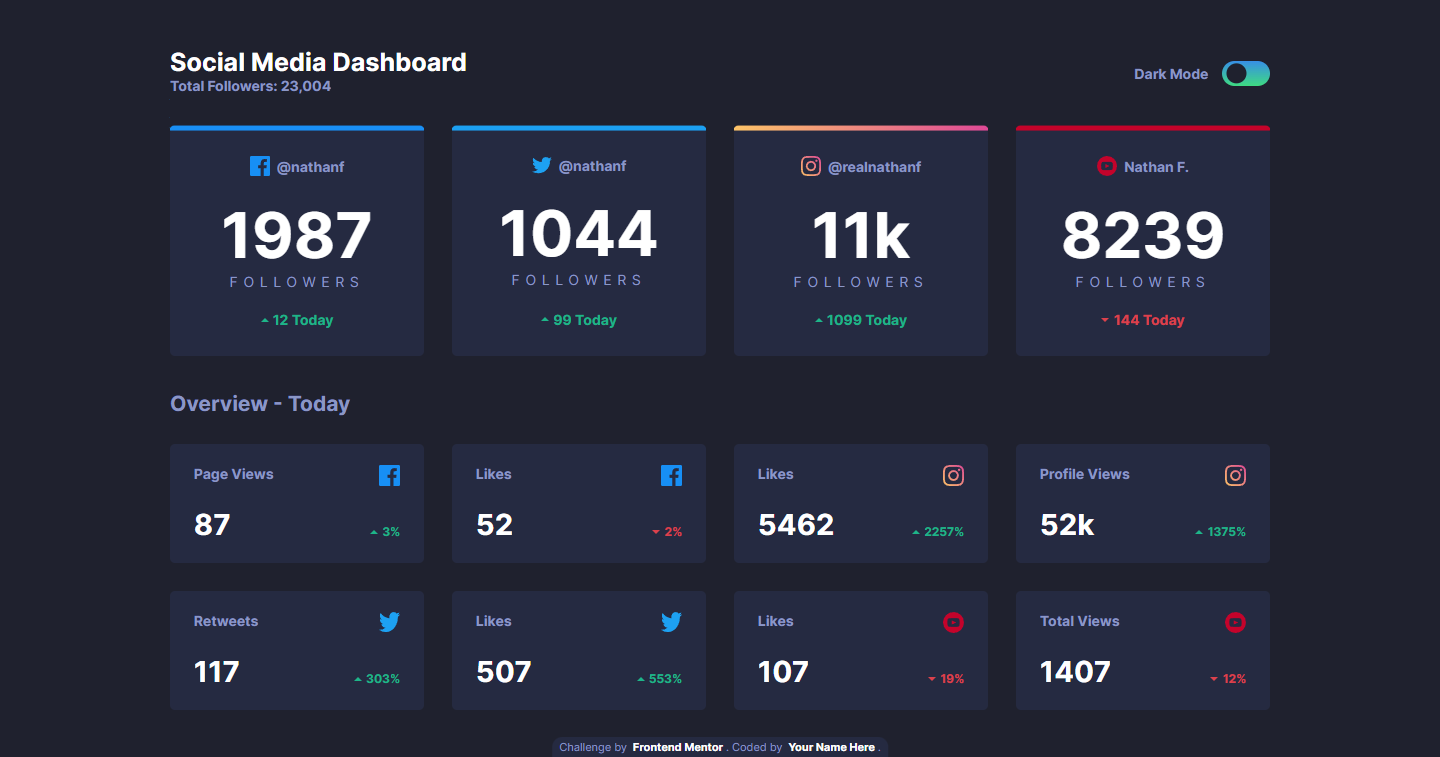 Social Media Dashboard
Total Followers: 23,004
Dark Mode
@nathanf
1987
FOLLOWERS
12 Today
@nathanf
1044
FOLLOWERS
99 Today
@realnathanf
11k
FOLLOWERS
1099 Today
Nathan F.
8239
FOLLOWERS
144 Today
Overview - Today
Page Views
87
3%
Likes
52
2%
Likes
5462
2257%
Profile Views
52k
1375%
Retweets
117
303%
Likes
507
553%
Likes
107
19%
Total Views
1407
12%
Challenge by Frontend Mentor . Coded by Your Name Here .